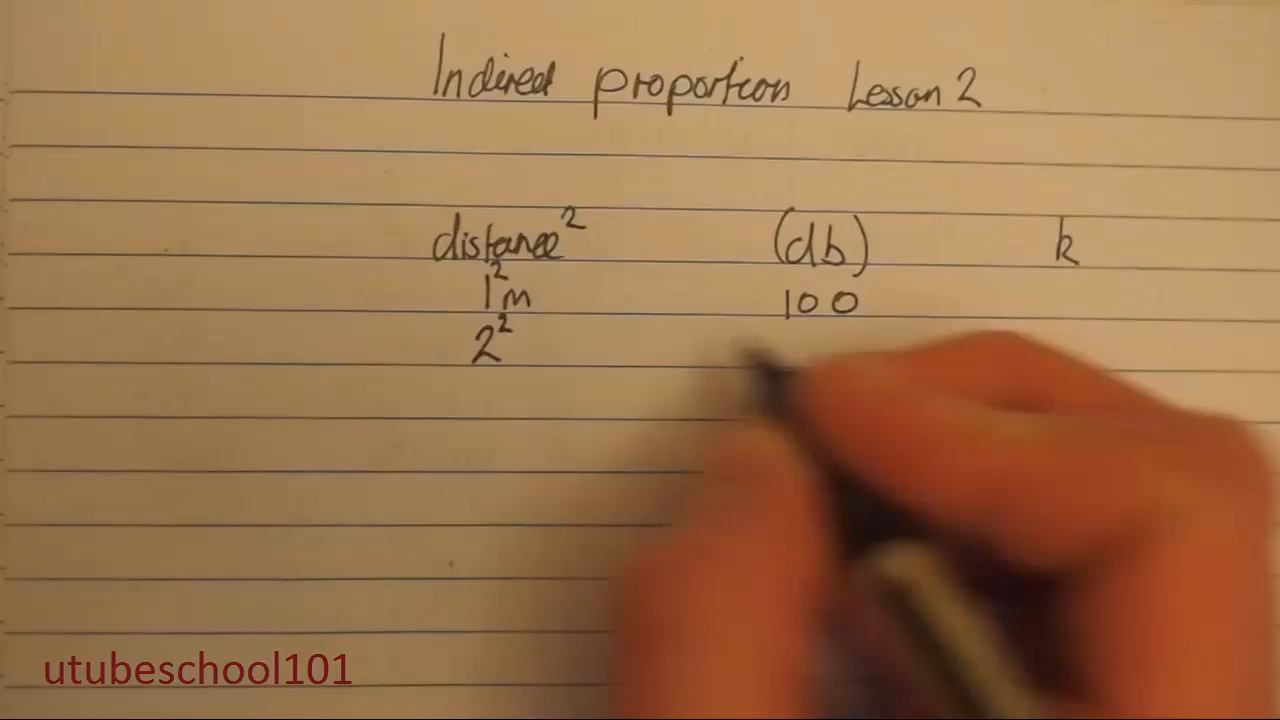 Indirect proportion Lesson 2
distance² (db) k
1²m 100
2²
utubeschool101